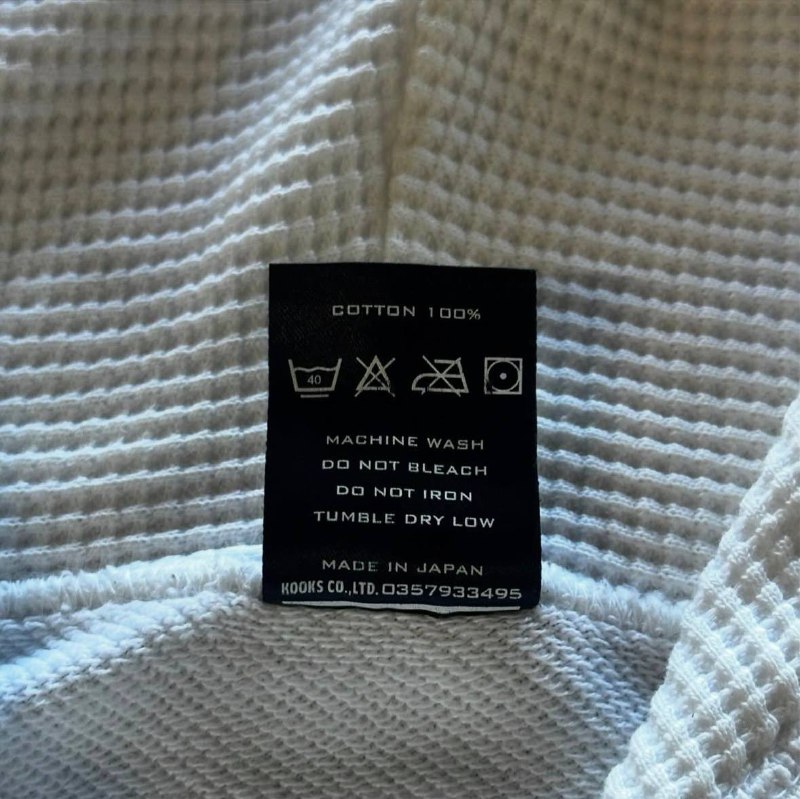 COTTON 100%
40
MACHINE WASH
DO NOT BLEACH
DO NOT IRON
TUMBLE DRY LOW
MADE IN JAPAN
KOOKS CO.,LTD. 0357933495